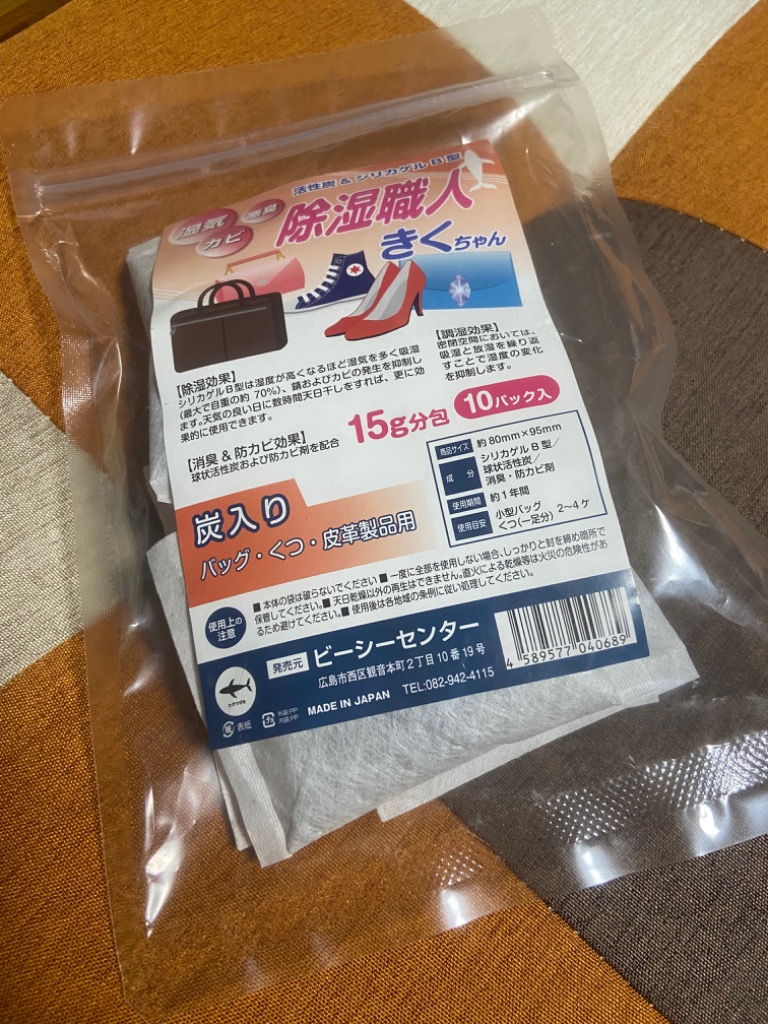 活性炭 & シリカゲルB型
湿気
悪臭
カビ
除湿職人
きくちゃん
【除湿効果】
シリカゲルB型は湿度が高くなるほど湿気を多く吸湿
(最大で自重の約 70%)、錆およびカビの発生を抑制し
ます。天気の良い日に数時間天日干しをすれば、更に効
果的に使用できます。
【調湿効果】
密閉空間においては、
吸湿と放湿を繰り返
すことで湿度の変化
を抑制します。
【消臭 & 防カビ効果】
球状活性炭および防カビ剤を配合
15g分包
10パック入
商品サイズ 約80mm×95mm
成分 シリカゲルB型/
球状活性炭/
消臭・防カビ剤
使用期間 約1年間
使用目安 小型バッグ
くつ(一足分) 2〜4ケ
炭入り
バッグ・くつ・皮革製品用
使用上の
注意
■本体の袋は破らないでください ■一度に全部を使用しない場合、しっかりと封を締め箇所で
保管してください。■天日乾燥以外の再生はできません。直火による乾燥等は火災の危険性があ
るため避けてください。■使用後は各地域の条例に従い処理してください。
発売元 ビーシーセンター
広島市西区観音本町2丁目10番19号
MADE IN JAPAN TEL:082-942-4115
4 589577 040689
紙 表紙
プラ 外装:PP
内装:PP